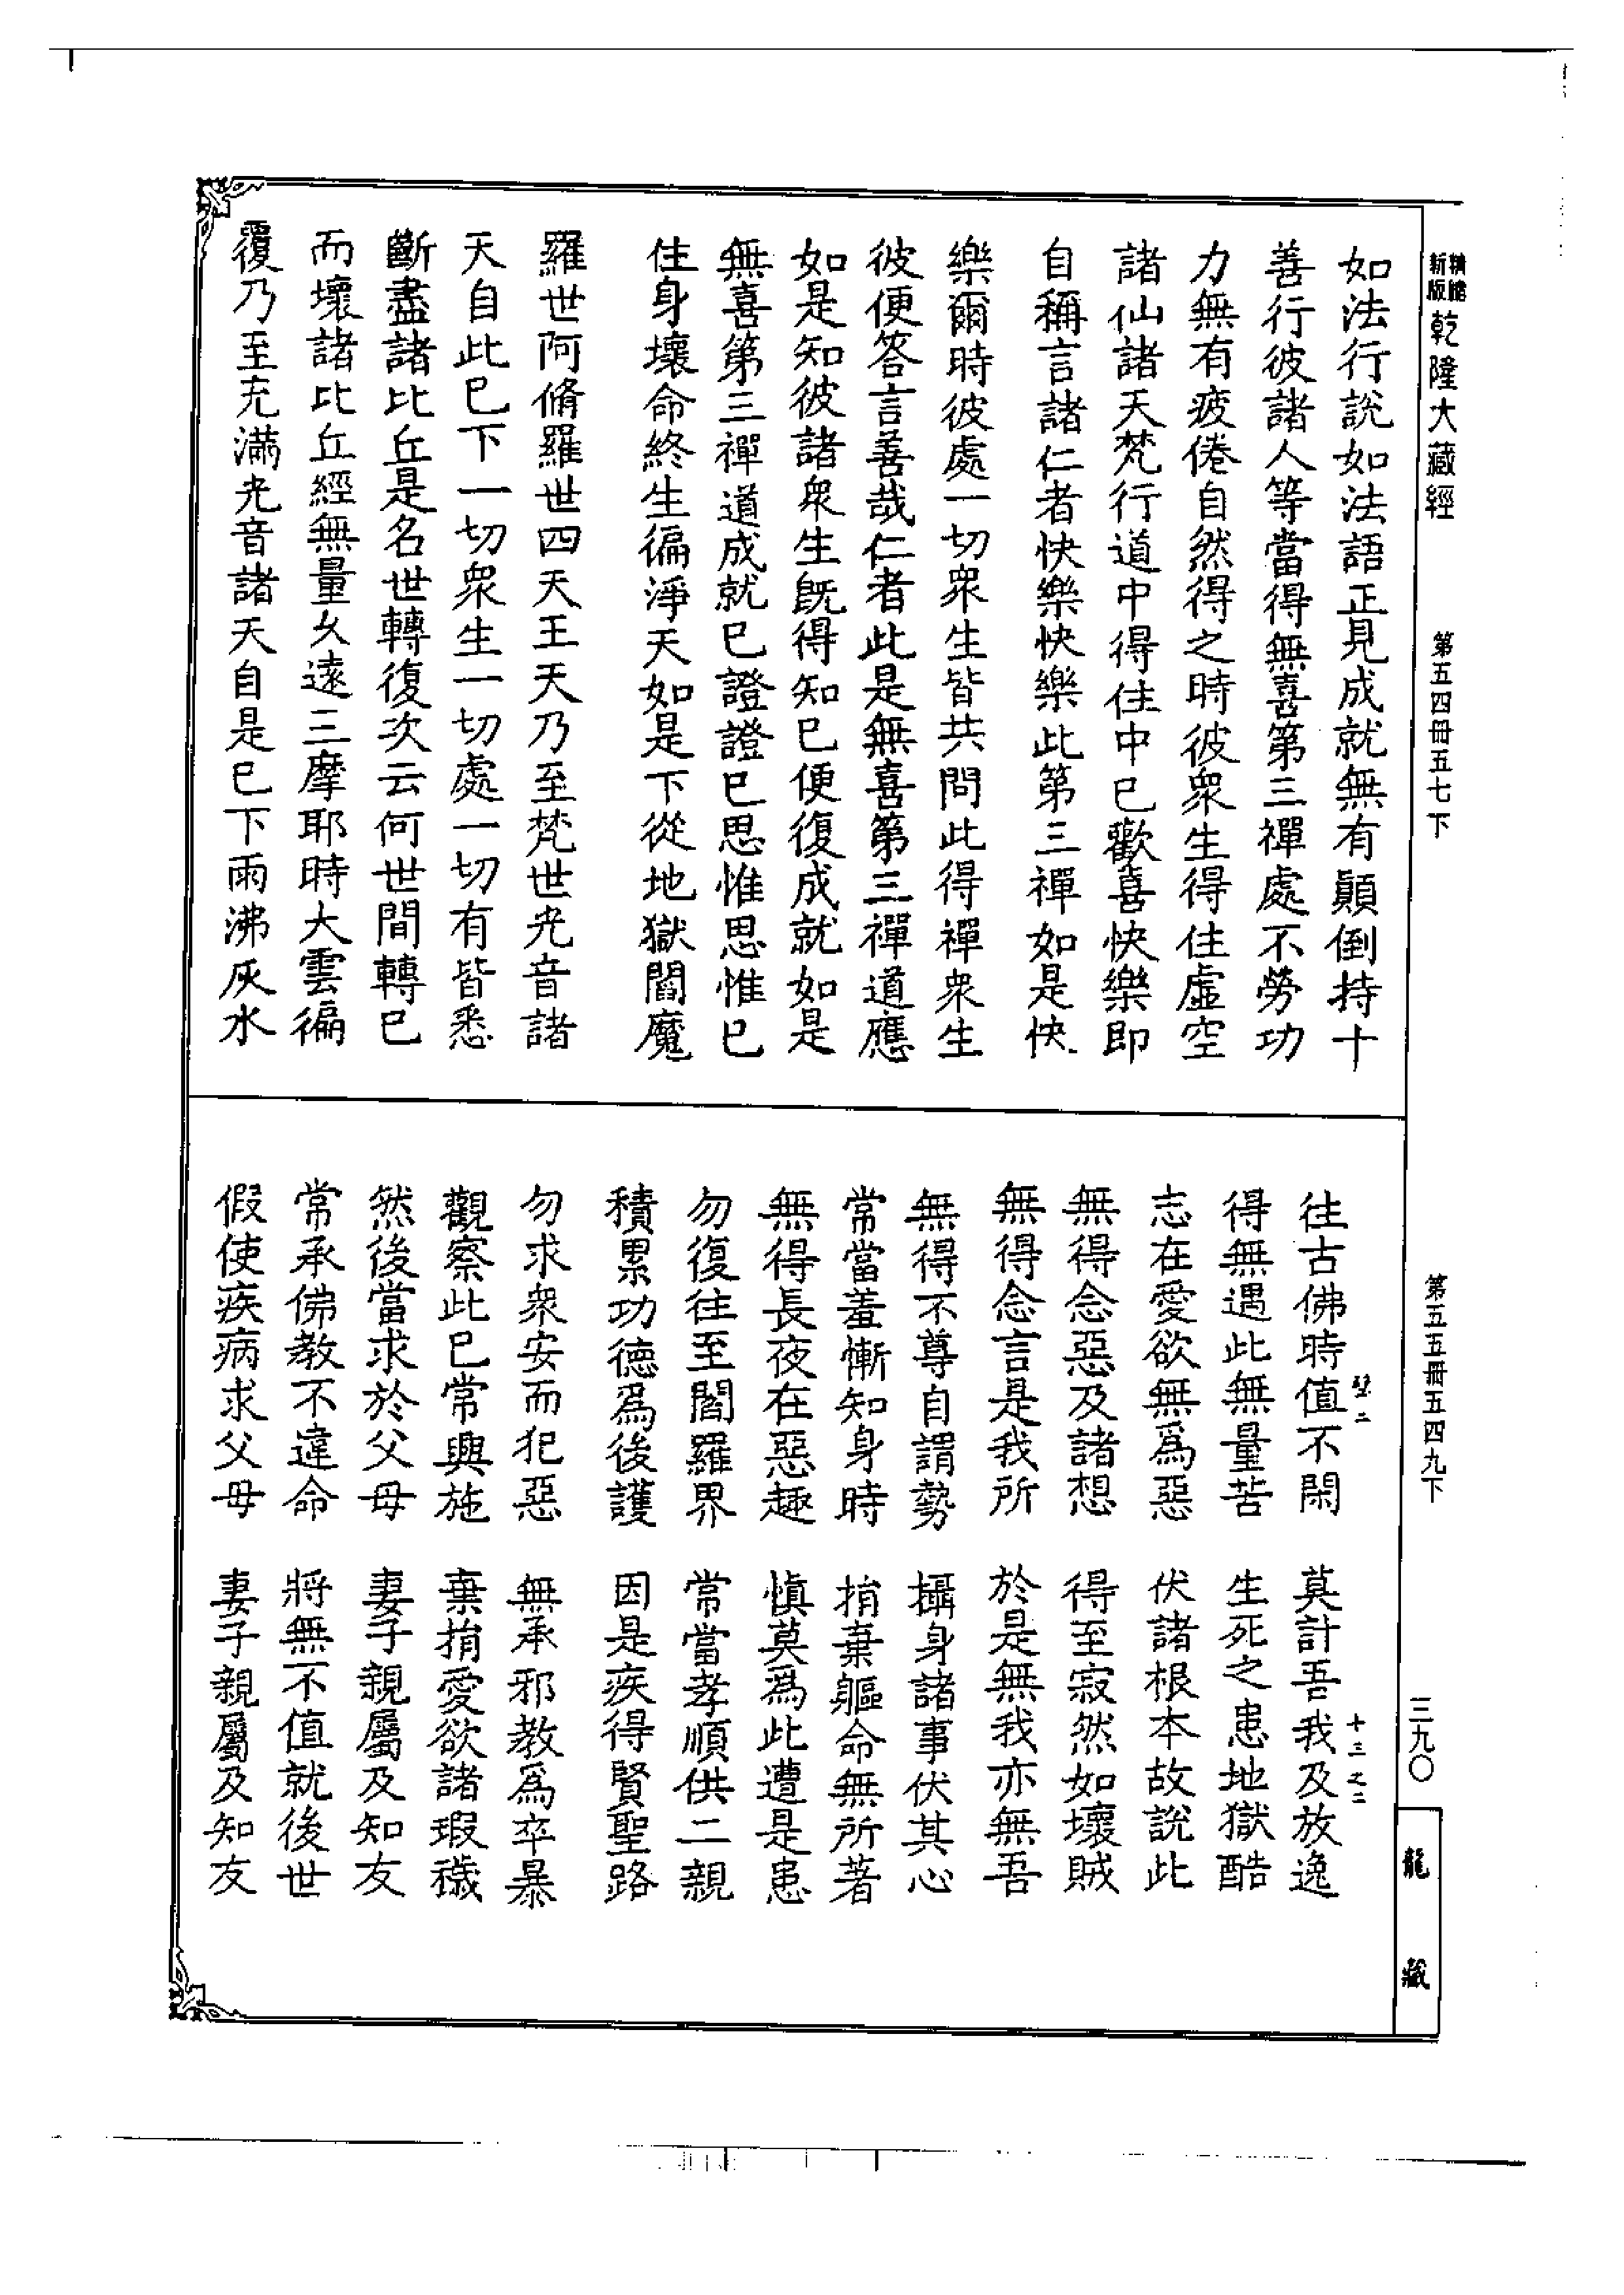 精縮
新版
乾隆大藏經
第五四冊五七下
第五五冊五四九下
三九〇
龍藏
如法行說如法語正見成就無有顚倒持十
善行彼諸人等當得無喜第三禪處不勞功
力無有疲倦自然得之時彼衆生得住虛空
諸仙諸天梵行道中得住中巳歡喜快樂即
自稱言諸仁者快樂快樂此第三禪如是快
樂爾時彼處一切衆生皆共問此得禪衆生
彼便答言善哉仁者此是無喜第三禪道應
如是知彼諸衆生旣得知巳便復成就如是
無喜第三禪道成就巳證證巳思惟思惟巳
住身壞命終生徧淨天如是下從地獄閻魔
羅世阿脩羅世四天王天乃至梵世光音諸
天自此巳下一切衆生一切處一切有皆悉
斷盡諸比丘是名世轉復次云何世間轉巳
而壞諸比丘經無量久遠三摩耶時大雲徧
覆乃至充滿光音諸天自是巳下雨沸灰水
往古佛時值不閑　莫計吾我及放逸
得無遇此無量苦　生死之患地獄酷
志在愛欲無爲惡　伏諸根本故說此
無得念惡及諸想　得至寂然如壞賊
無得念言是我所　於是無我亦無吾
無得不尊自謂勢　攝身諸事伏其心
常當羞慚知身時　捐棄軀命無所著
無得長夜在惡趣　愼莫爲此遭是患
勿復往至閻羅界　常當孝順供二親
積累功德爲後護　因是疾得賢聖路
勿求衆安而犯惡　無承邪教爲卒暴
觀察此巳常興施　棄捐愛欲諸瑕穢
然後當求於父母　妻子親屬及知友
常承佛教不違命　將無不值就後世
假使疾病求父母　妻子親屬及知友
十三之二